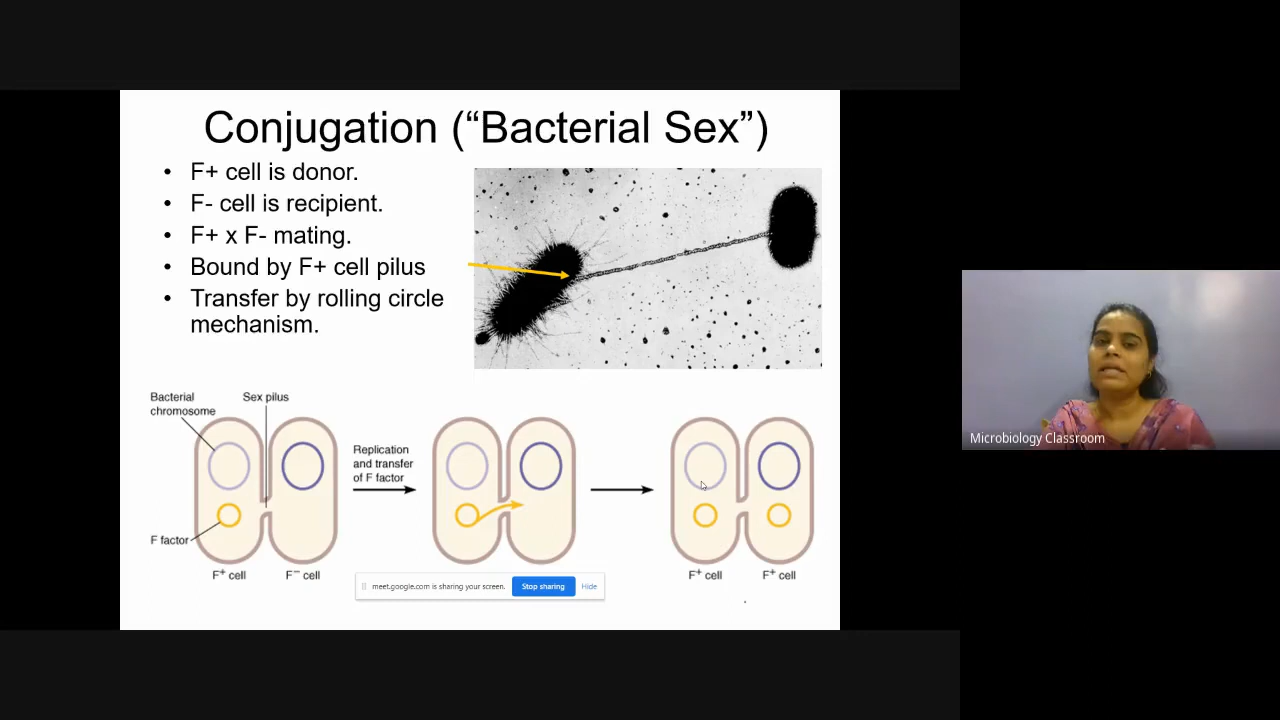 Conjugation (“Bacterial Sex”)
• F+ cell is donor.
• F- cell is recipient.
• F+ x F- mating.
• Bound by F+ cell pilus
• Transfer by rolling circle
mechanism.
Bacterial
chromosome
Sex pilus
Replication
and transfer
of F factor
F factor
F+ cell
F− cell
F+ cell
F+ cell
meet.google.com is sharing your screen.
Stop sharing
Hide
Microbiology Classroom